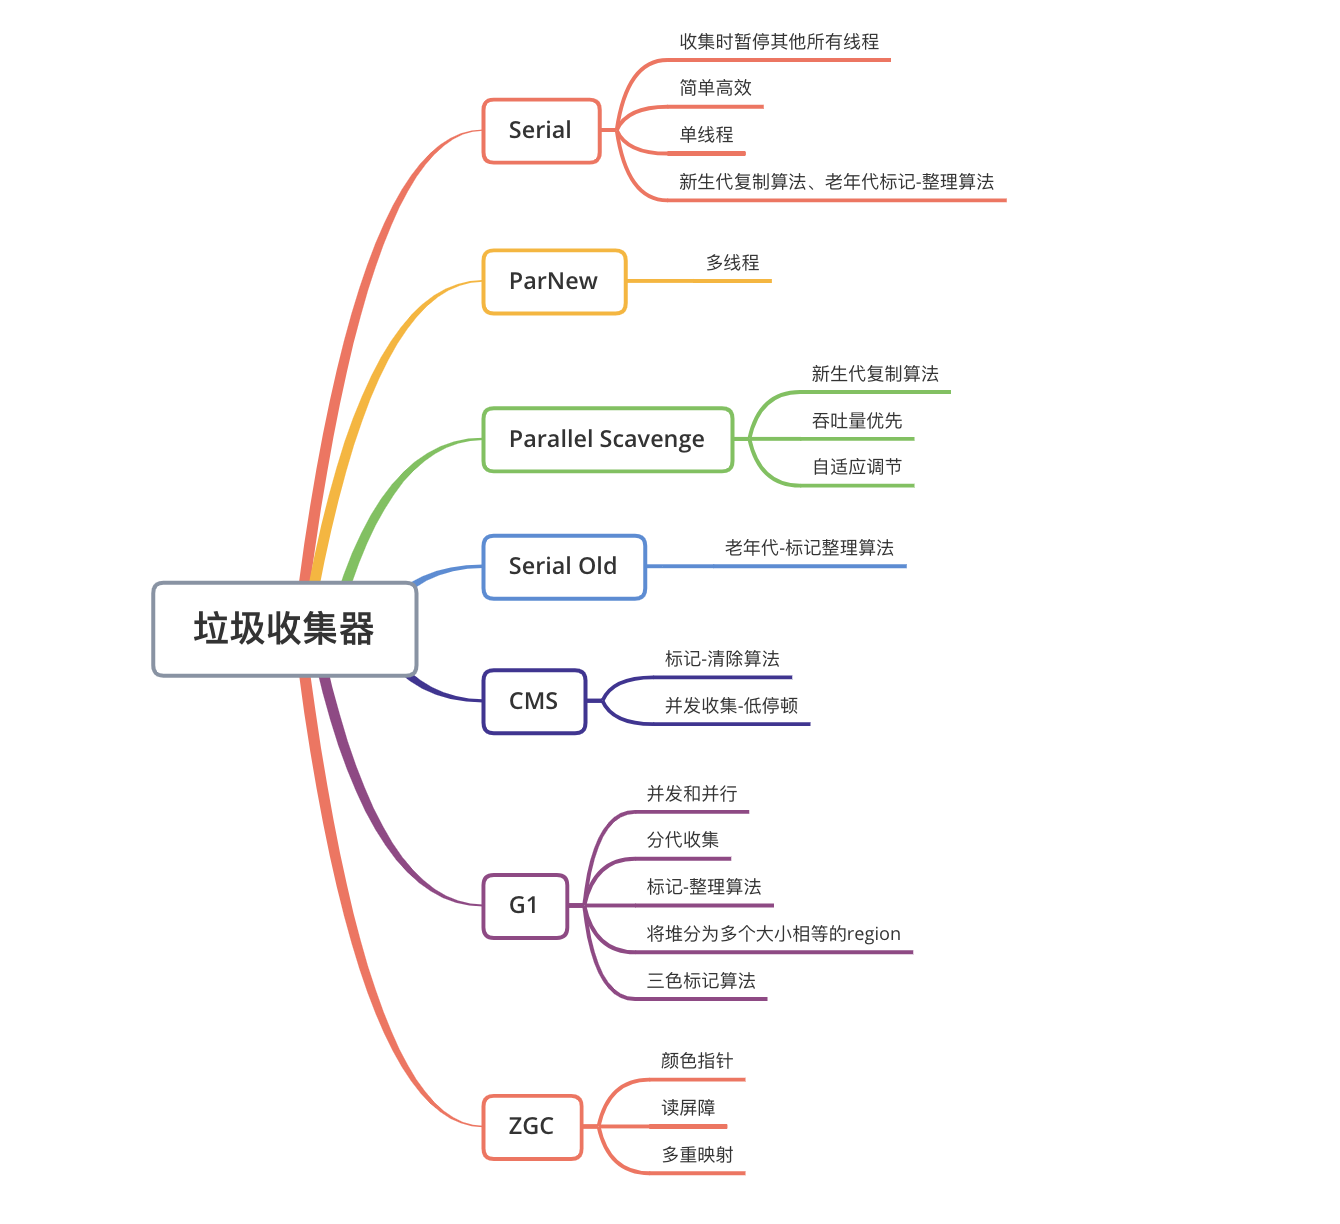 垃圾收集器
Serial
收集时暂停其他所有线程
简单高效
单线程
新生代复制算法、老年代标记-整理算法
ParNew
多线程
Parallel Scavenge
新生代复制算法
吞吐量优先
自适应调节
Serial Old
老年代-标记整理算法
CMS
标记-清除算法
并发收集-低停顿
G1
并发和并行
分代收集
标记-整理算法
将堆分为多个大小相等的region
三色标记算法
ZGC
颜色指针
读屏障
多重映射